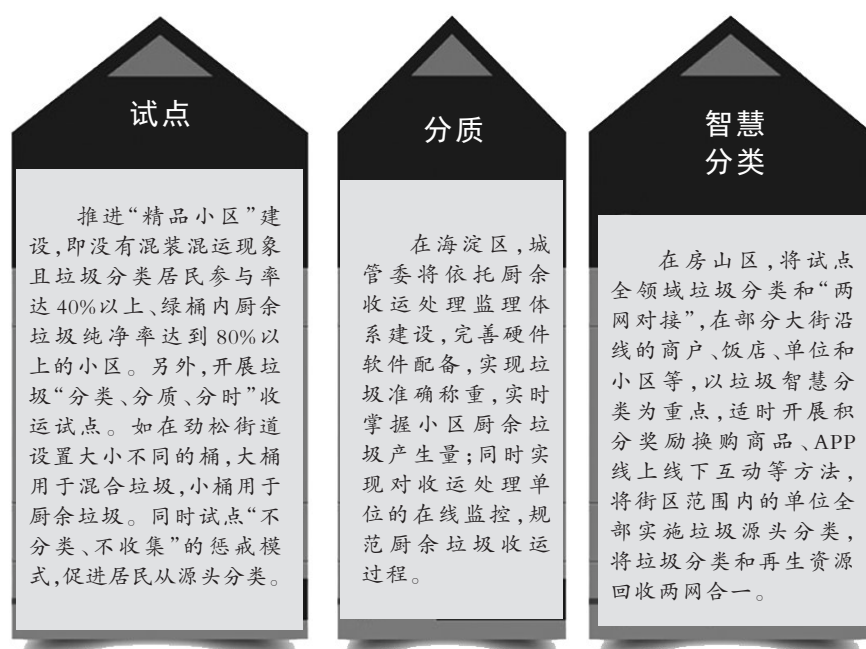 试点
推进“精品小区”建
设,即没有混装混运现象
且垃圾分类居民参与率
达 40%以上、绿桶内厨余
垃圾纯净率达到 80%以
上的小区。另外,开展垃
圾“分类、分质、分时”收
运试点。如在劲松街道
设置大小不同的桶,大桶
用于混合垃圾,小桶用于
厨余垃圾。同时试点“不
分类、不收集”的惩戒模
式,促进居民从源头分类。
分质
在海淀区,城
管委将依托厨余
收运处理监理体
系建设,完善硬件
软件配备,实现垃
圾准确称重,实时
掌握小区厨余垃
圾产生量;同时实
现对收运处理单
位的在线监控,规
范厨余垃圾收运
过程。
智慧
分类
在房山区,将试点
全领域垃圾分类和“两
网对接”,在部分大街沿
线的商户、饭店、单位和
小区等,以垃圾智慧分
类为重点,适时开展积
分奖励换购商品、APP
线上线下互动等方法,
将街区范围内的单位全
部实施垃圾源头分类,
将垃圾分类和再生资源
回收两网合一。